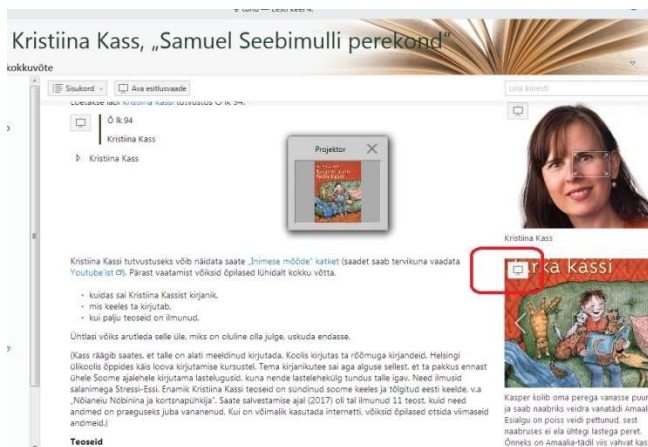 Kristiina Kass, „Samuel Seebimulli perekond“
kokkuvõte
Sisukord
Ava esitlusvaade
Õ lk 94
Kristiina Kass
Kristiina Kass
Projektor
Kristiina Kass
Kristiina Kassi tutvustuseks võib näidata saate „Inimese mõõde“ katket (saadet saab tervikuna vaadata
Youtube'ist). Pärast vaatamist võiksid õpilased lühidalt kokku võtta.
• kuidas sai Kristiina Kassist kirjanik,
• mis keeles ta kirjutab,
• kui palju teoseid on ilmunud.
Ühtlasi võiks arutleda selle üle, miks on oluline olla julge, uskuda endasse.
(Kass räägib saates, et talle on alati meeldinud kirjutada. Koolis kirjutas ta rõõmuga kirjandeid. Helsingi
ülikoolis õppides käis loova kirjutamise kursustel. Tema kirjanikutee sai aga alguse sellest, et ta pakkus ennast
ühele Soome ajalehele kirjutama lastelugusid, kuna nende lastelehekülg tundus talle igav. Need ilmusid
salanimega Stressi-Essi. Enamik Kristiina Kassi teoseid on sündinud soome keeles ja tõlgitud eesti keelde, v.a
„Nõianeiu Nöbinina ja kortsnapühkija“. Saate salvestamise ajal (2017) oli tal ilmunud 11 teost, kuid need
andmed on praeguseks juba vananenud. Kui on võimalik kasutada internetti, võiksid õpilased otsida viimaseid
andmeid.)
Teoseid
kassi
Kasper kolib oma perega vanasse
ja saab naabriks veidra vanatädi
Esialgu on poiss veidi pettunud, sest
naabruses ei ela ühtegi lastega peret.
Õnneks on Amaalia-tädil viis vahvat